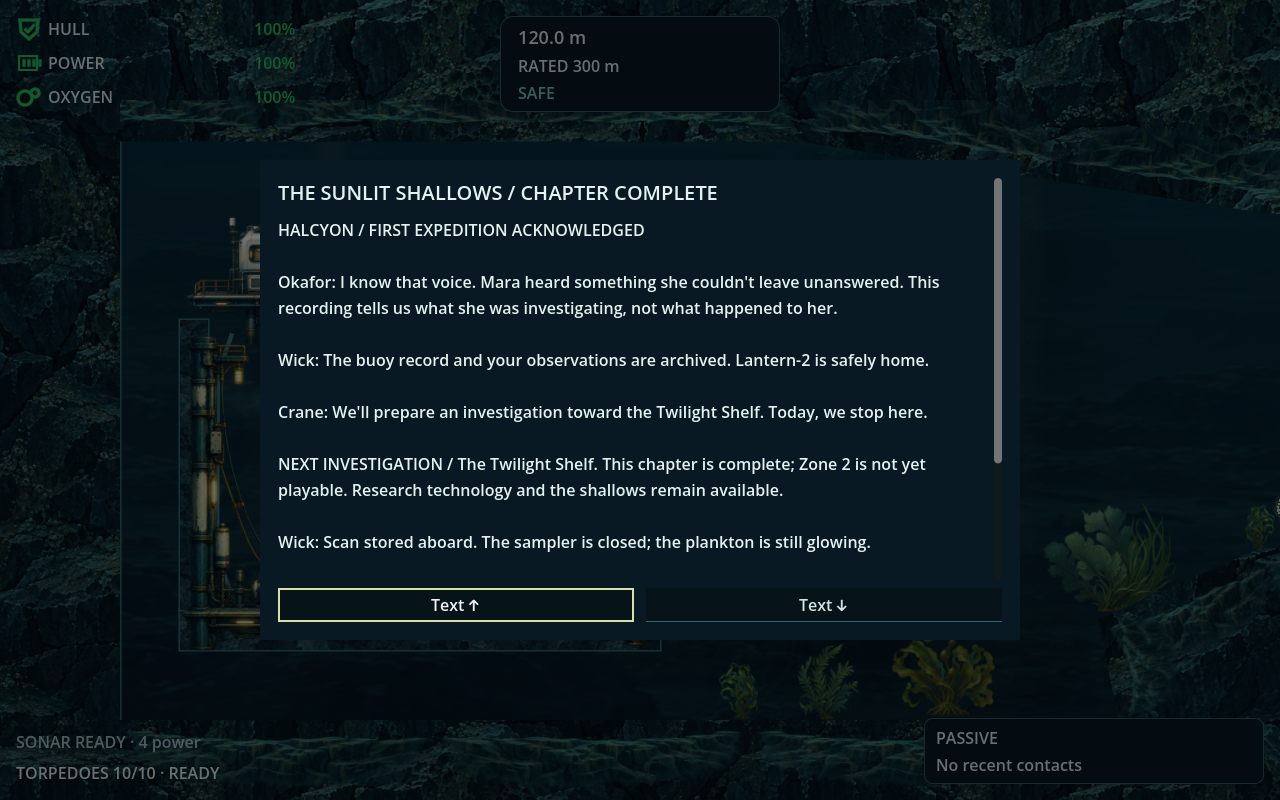 HULL 100%
POWER 100%
OXYGEN 100%
120.0 m
RATED 300 m
SAFE
THE SUNLIT SHALLOWS / CHAPTER COMPLETE
HALCYON / FIRST EXPEDITION ACKNOWLEDGED
Okafor: I know that voice. Mara heard something she couldn't leave unanswered. This
recording tells us what she was investigating, not what happened to her.
Wick: The buoy record and your observations are archived. Lantern-2 is safely home.
Crane: We'll prepare an investigation toward the Twilight Shelf. Today, we stop here.
NEXT INVESTIGATION / The Twilight Shelf. This chapter is complete; Zone 2 is not yet
playable. Research technology and the shallows remain available.
Wick: Scan stored aboard. The sampler is closed; the plankton is still glowing.
Text ↑
Text ↓
SONAR READY · 4 power
TORPEDOES 10/10 · READY
PASSIVE
No recent contacts